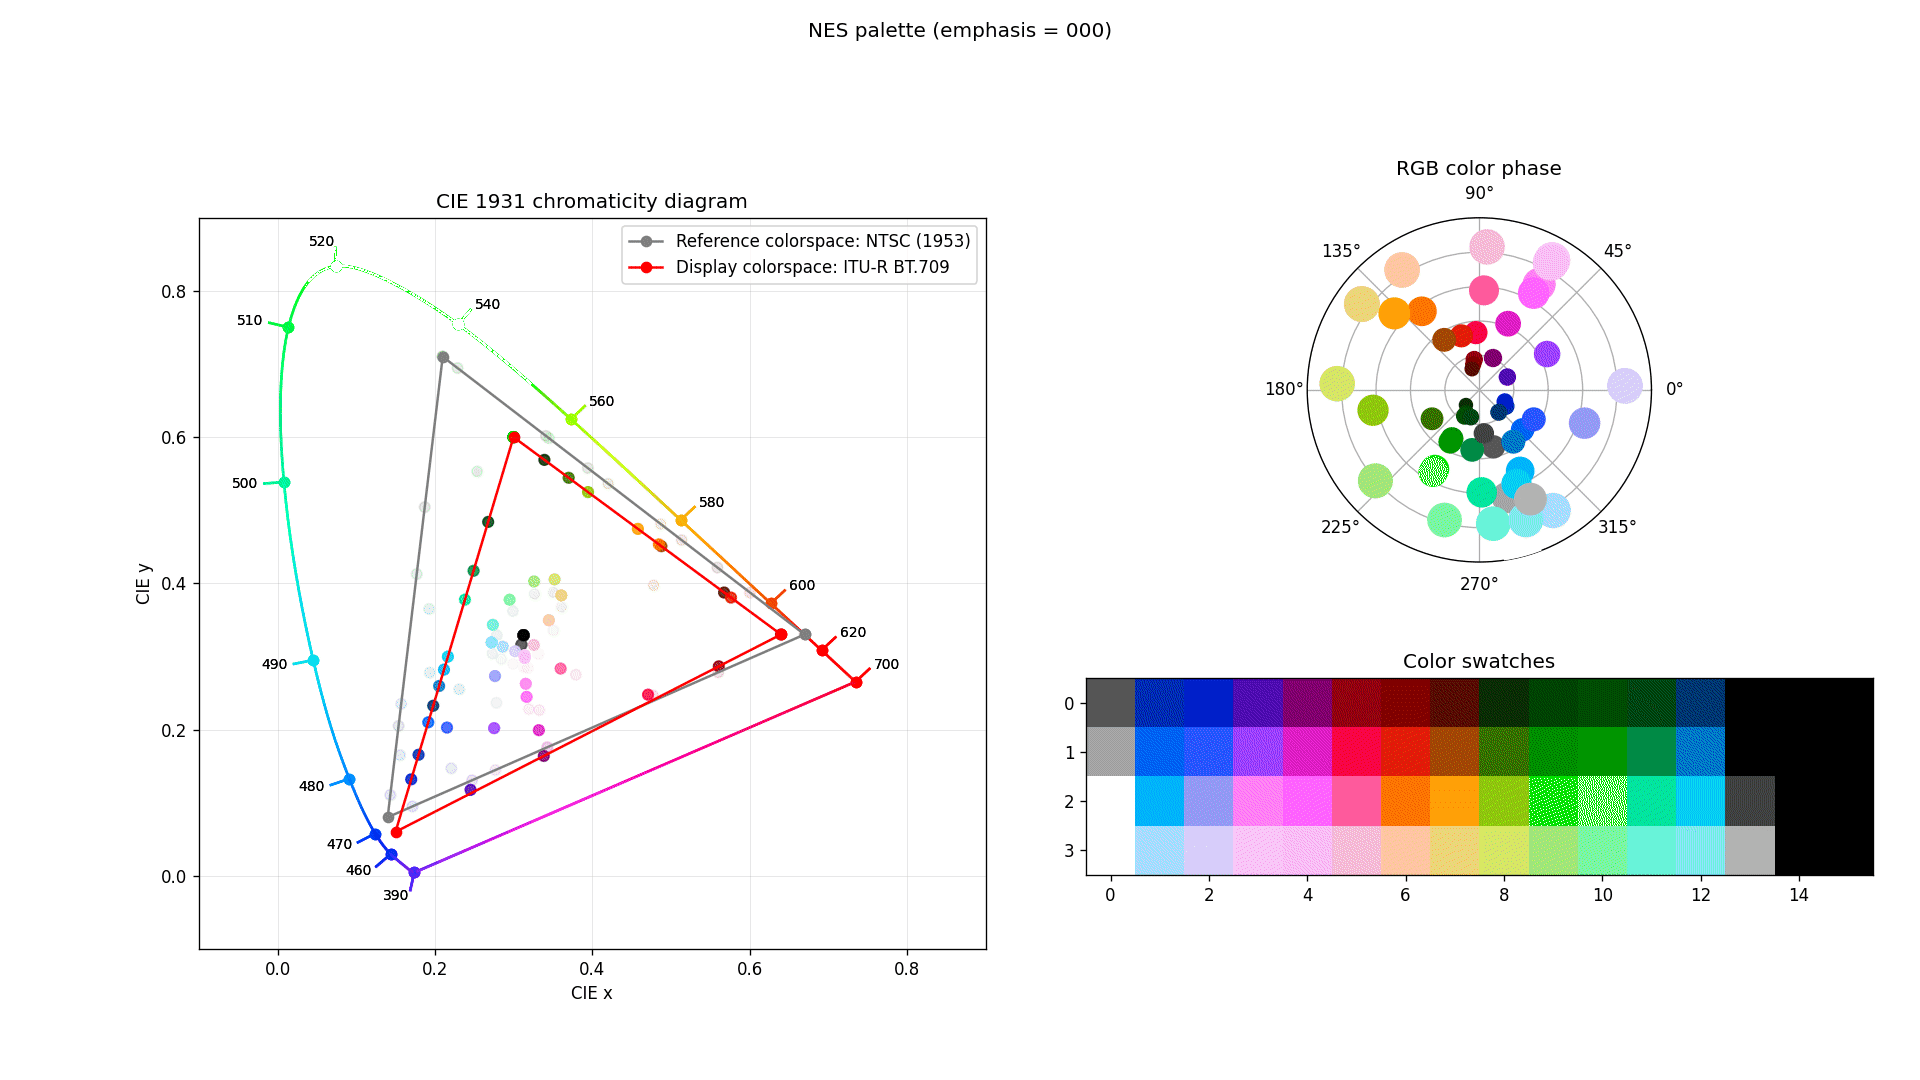 NES palette (emphasis = 000)
CIE 1931 chromaticity diagram
Reference colorspace: NTSC (1953)
Display colorspace: ITU-R BT.709
520
540
510
560
500
580
600
620
490
700
480
470
460
390
0.8
0.6
0.4
0.2
0.0
CIE y
0.0 0.2 0.4 0.6 0.8
CIE x
RGB color phase
90°
135° 45°
180° 0°
225° 315°
270°
Color swatches
0
1
2
3
0 2 4 6 8 10 12 14